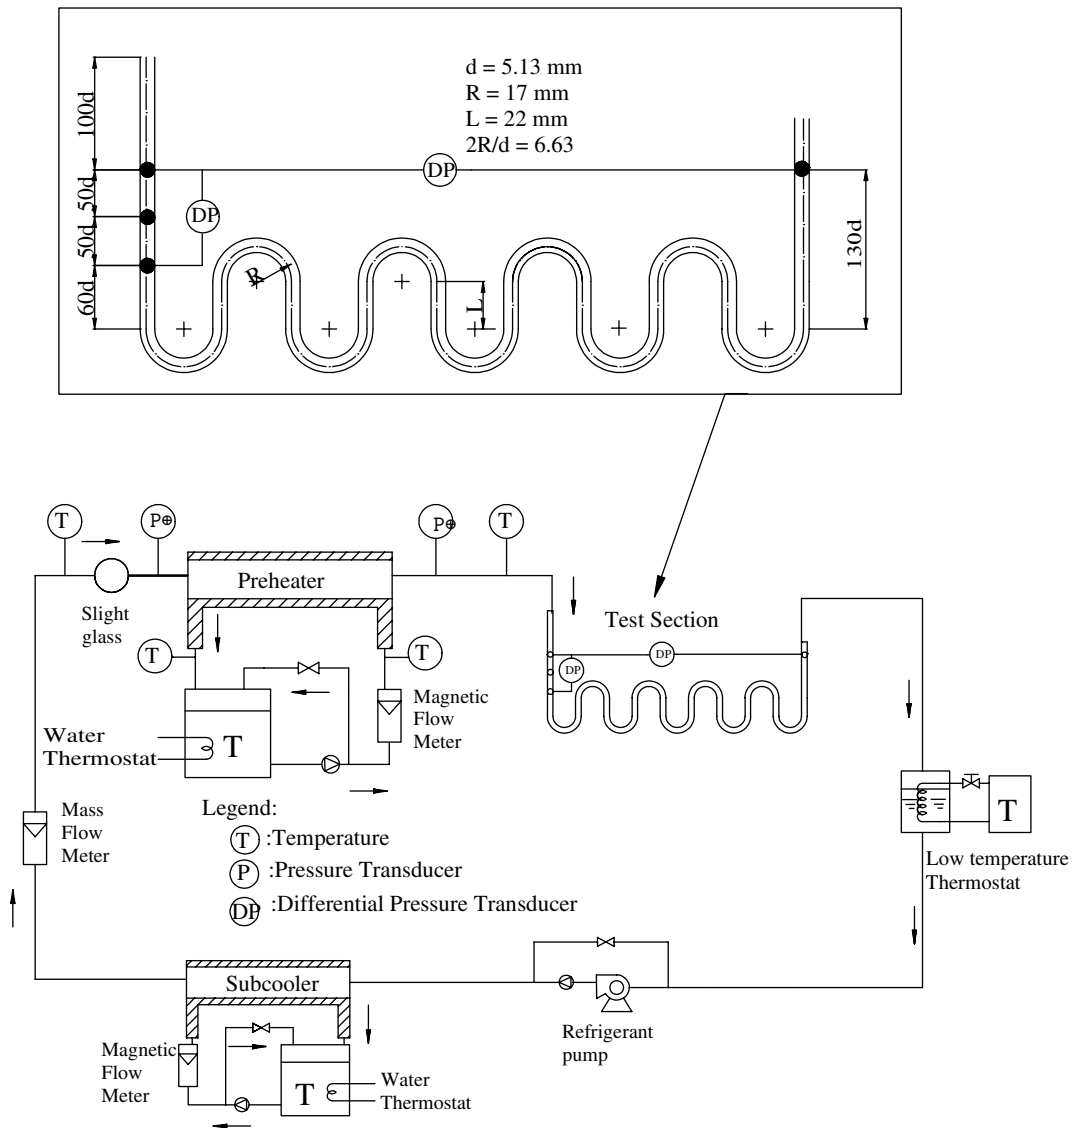 d = 5.13 mm
R = 17 mm
L = 22 mm
2R/d = 6.63
100d
50d
50d
60d
DP
DP
R
L
130d
T
P
P
T
Preheater
Slight
glass
Test Section
T
T
DP
DP
Magnetic
Flow
Meter
Water
Thermostat
T
Mass
Flow
Meter
Legend:
T :Temperature
P :Pressure Transducer
DP :Differential Pressure Transducer
T
Low temperature
Thermostat
Subcooler
Refrigerant
pump
Magnetic
Flow
Meter
T
Water
Thermostat